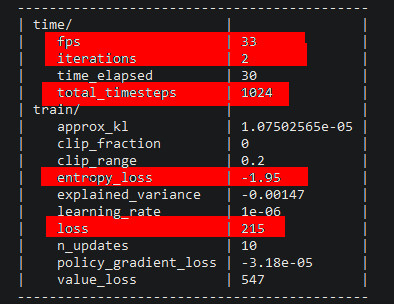 -----------------------------------------
| time/                   |             |
|    fps                  | 33          |
|    iterations           | 2           |
|    time_elapsed         | 30          |
|    total_timesteps      | 1024        |
| train/                  |             |
|    approx_kl            | 1.07502565e-05 |
|    clip_fraction        | 0           |
|    clip_range           | 0.2         |
|    entropy_loss         | -1.95       |
|    explained_variance   | -0.00147    |
|    learning_rate        | 1e-06       |
|    loss                 | 215         |
|    n_updates            | 10          |
|    policy_gradient_loss | -3.18e-05   |
|    value_loss           | 547         |
-----------------------------------------